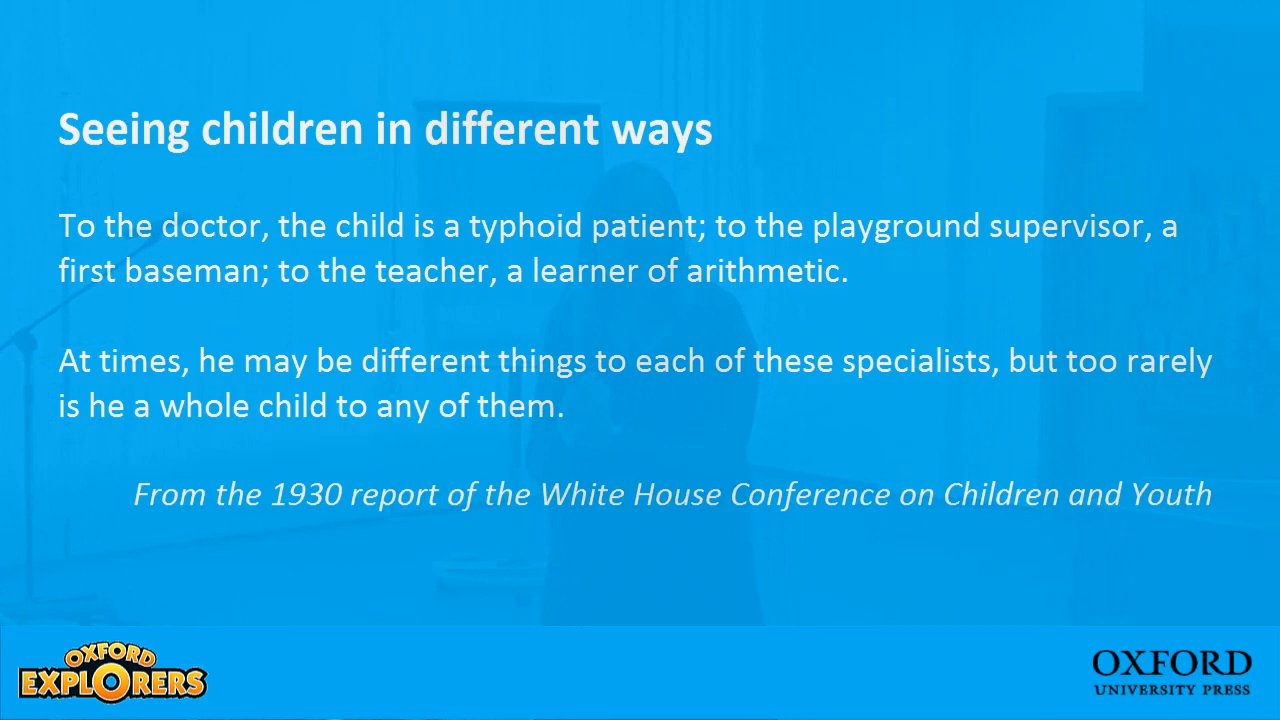 Seeing children in different ways
To the doctor, the child is a typhoid patient; to the playground supervisor, a
first baseman; to the teacher, a learner of arithmetic.
At times, he may be different things to each of these specialists, but too rarely
is he a whole child to any of them.
From the 1930 report of the White House Conference on Children and Youth
OXFORD
EXPLORERS
OXFORD
UNIVERSITY PRESS